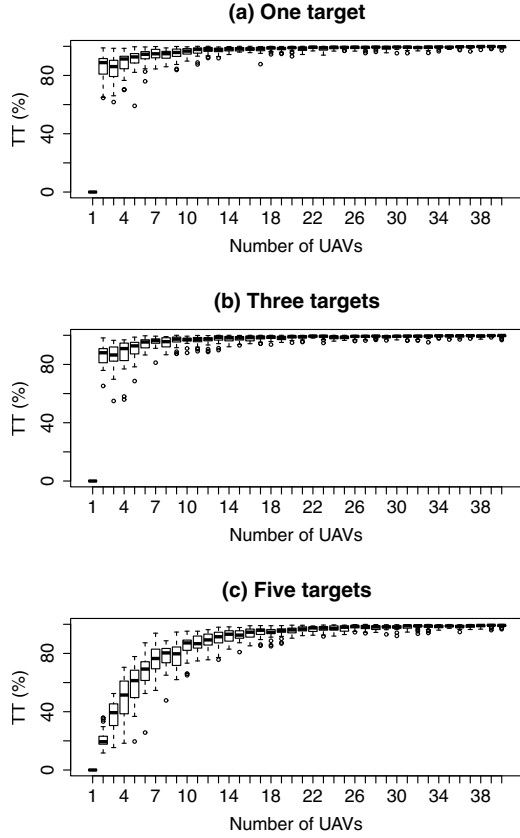 (a) One target
TT (%)
0 40 80
1 4 7 10 14 18 22 26 30 34 38
Number of UAVs
(b) Three targets
TT (%)
0 40 80
1 4 7 10 14 18 22 26 30 34 38
Number of UAVs
(c) Five targets
TT (%)
0 40 80
1 4 7 10 14 18 22 26 30 34 38
Number of UAVs